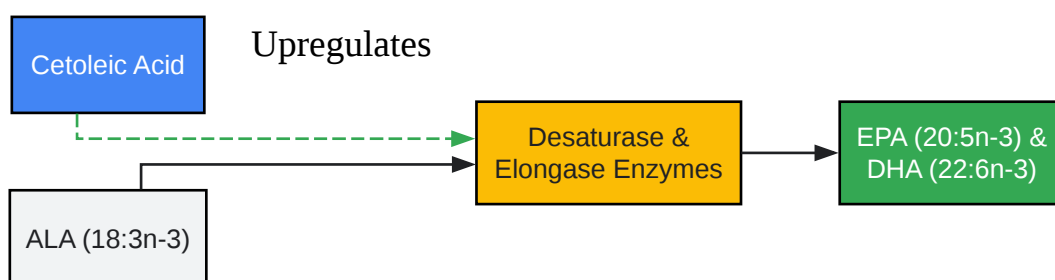 Cetoleic Acid
Upregulates
Desaturase &
Elongase Enzymes
EPA (20:5n-3) &
DHA (22:6n-3)
ALA (18:3n-3)